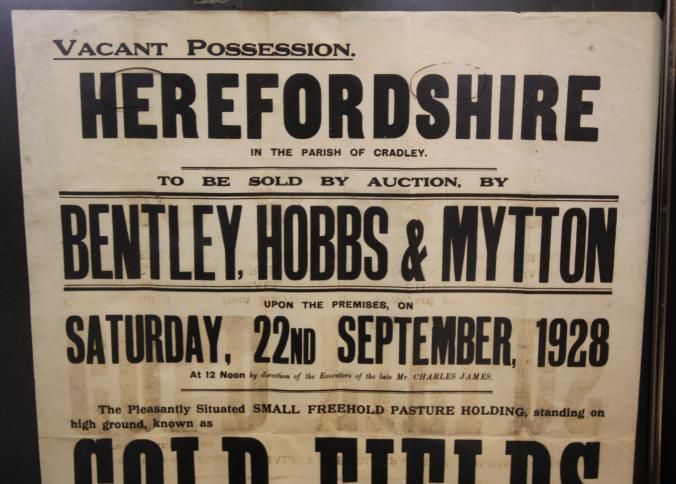 VACANT POSSESSION.
HEREFORDSHIRE
IN THE PARISH OF CRADLEY.
TO BE SOLD BY AUCTION, BY
BENTLEY, HOBBS & MYTTON
UPON THE PREMISES, ON
SATURDAY, 22ND SEPTEMBER, 1928
At 12 Noon by direction of the Executors of the late Mr. CHARLES JAMES.
The Pleasantly Situated SMALL FREEHOLD PASTURE HOLDING, standing on
high ground, known as
GOLD FIELDS